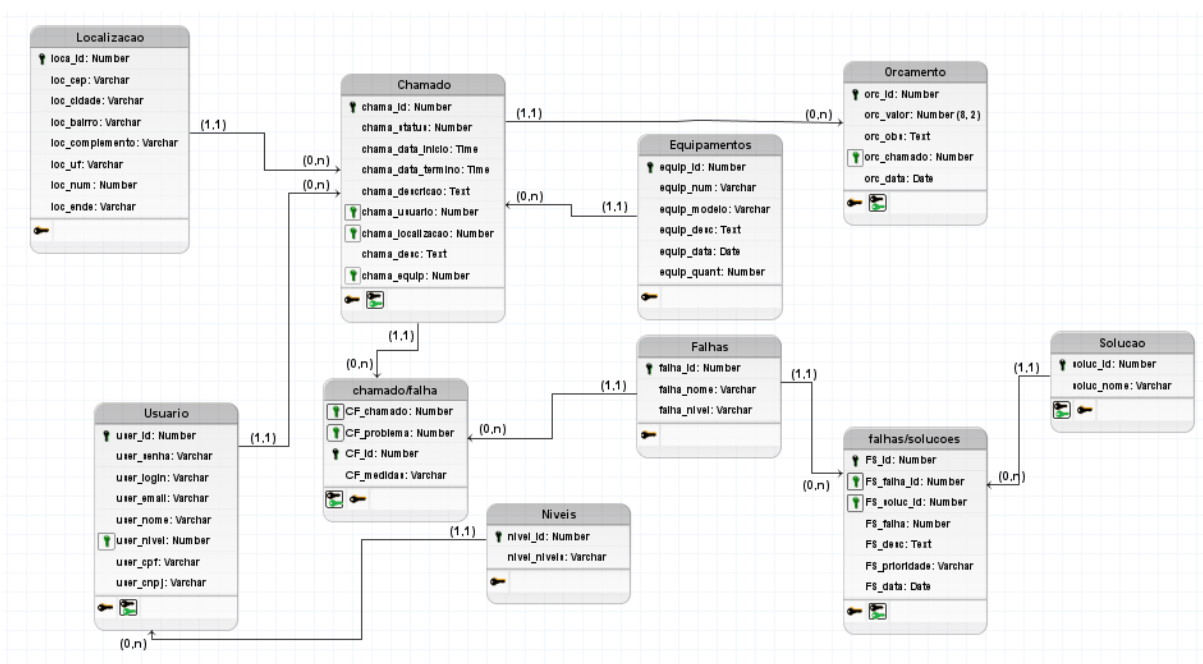 Localizacao
loca_id: Number
loc_cep: Varchar
loc_cidade: Varchar
loc_bairro: Varchar
loc_complemento: Varchar
loc_uf: Varchar
loc_num: Number
loc_ende: Varchar
(1,1)
(0,n)
(0,n)
Chamado
chama_id: Number
chama_status: Number
chama_data_inicio: Time
chama_data_termino: Time
chama_descricao: Text
chama_usuario: Number
chama_localizacao: Number
chama_desc: Text
chama_equip: Number
(1,1)
(0,n)
Orcamento
orc_id: Number
orc_valor: Number (8, 2)
orc_obs: Text
orc_chamado: Number
orc_data: Date
(0,n)
(1,1)
Equipamentos
equip_id: Number
equip_num: Varchar
equip_modelo: Varchar
equip_desc: Text
equip_data: Date
equip_quant: Number
(1,1)
(0,n)
chamado/falha
CF_chamado: Number
CF_problema: Number
CF_id: Number
CF_medidas: Varchar
(0,n)
(1,1)
Falhas
falha_id: Number
falha_nome: Varchar
falha_nivel: Varchar
(1,1)
(0,n)
Solucao
soluc_id: Number
soluc_nome: Varchar
(1,1)
(0,n)
falhas/solucoes
FS_id: Number
FS_falha_id: Number
FS_soluc_id: Number
FS_falha: Number
FS_desc: Text
FS_prioridade: Varchar
FS_data: Date
Usuario
user_id: Number
user_senha: Varchar
user_login: Varchar
user_email: Varchar
user_nome: Varchar
user_nivel: Number
user_cpf: Varchar
user_cnpj: Varchar
(1,1)
(0,n)
(1,1)
Niveis
nivel_id: Number
nivel_niveis: Varchar